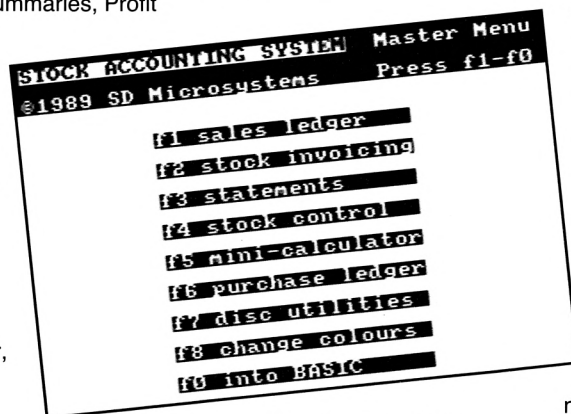 ummaries, Profit
STOCK ACCOUNTING SYSTEM Master Menu
©1989 SD Microsystems Press f1-f0
f1 sales ledger
f2 stock invoicing
f3 statements
f4 stock control
f5 mini-calculator
f6 purchase ledger
f7 disc utilities
f8 change colours
f0 into BASIC